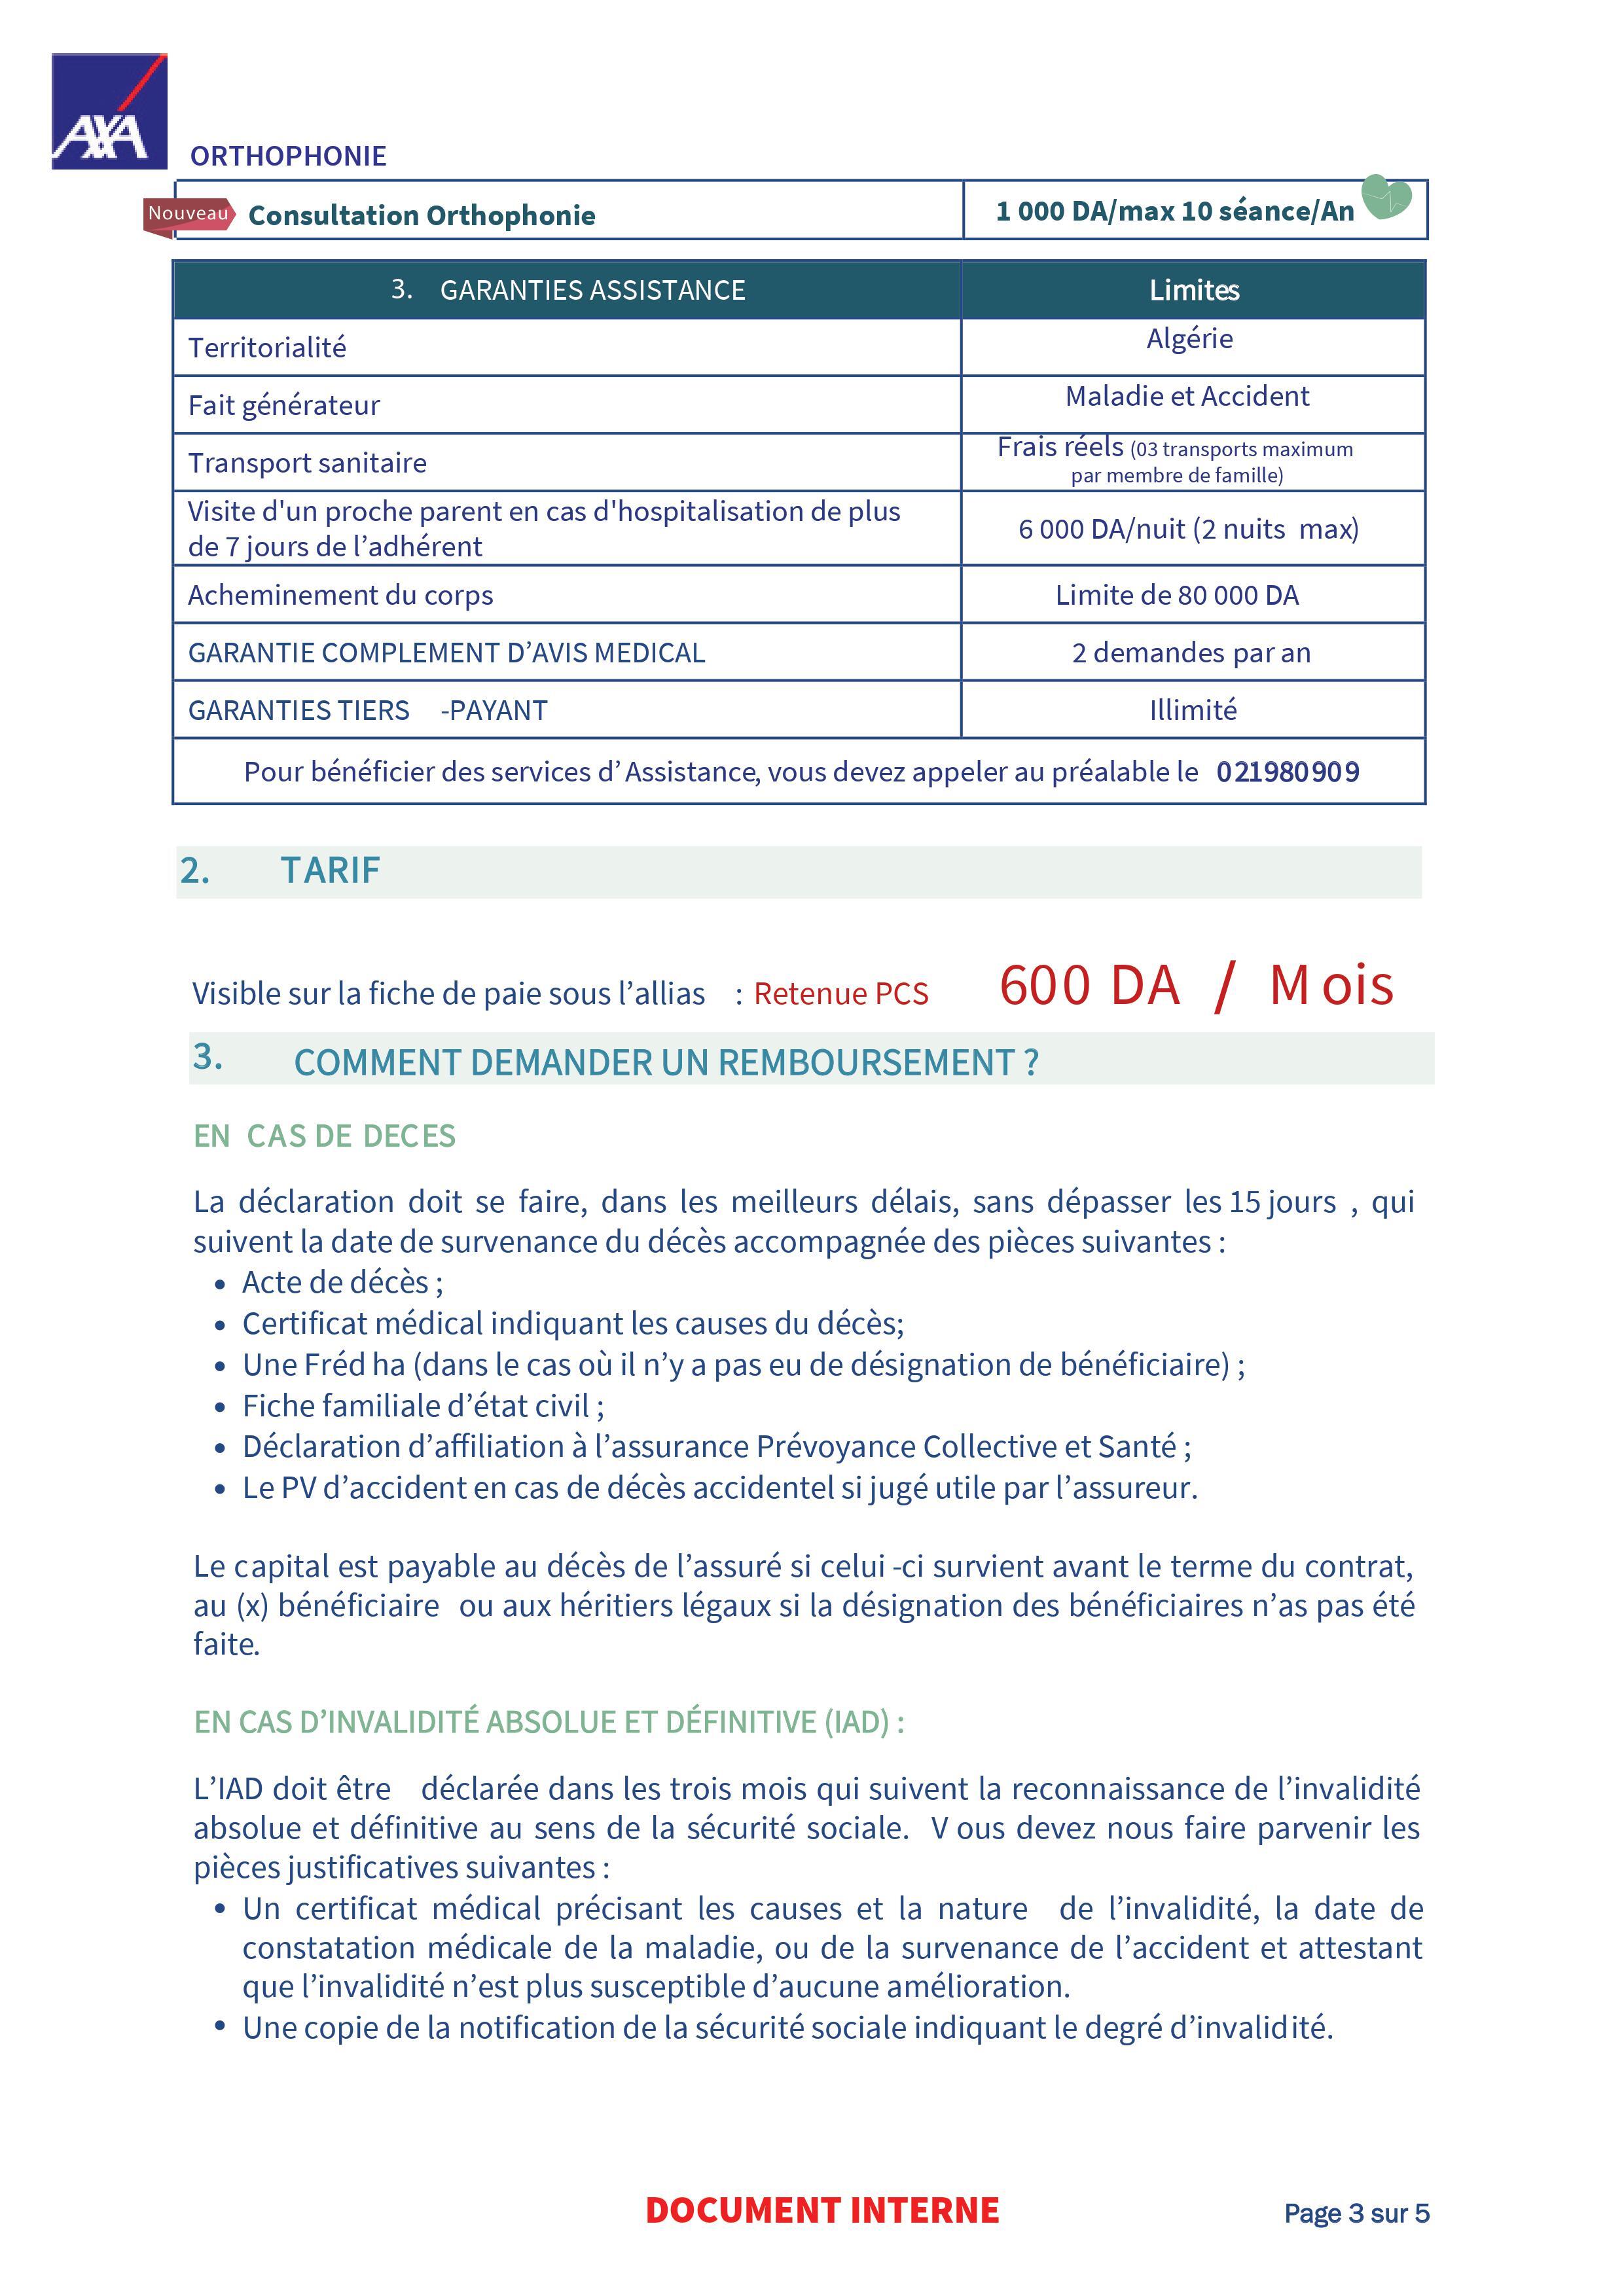 AXA
ORTHOPHONIE
Nouveau Consultation Orthophonie 1 000 DA/max 10 séance/An
3. GARANTIES ASSISTANCE Limites
Territorialité Algérie
Fait générateur Maladie et Accident
Transport sanitaire Frais réels (03 transports maximum
par membre de famille)
Visite d'un proche parent en cas d'hospitalisation de plus
de 7 jours de l’adhérent 6 000 DA/nuit (2 nuits max)
Acheminement du corps Limite de 80 000 DA
GARANTIE COMPLEMENT D’AVIS MEDICAL 2 demandes par an
GARANTIES TIERS -PAYANT Illimité
Pour bénéficier des services d’ Assistance, vous devez appeler au préalable le 021980909
2. TARIF
Visible sur la fiche de paie sous l’allias : Retenue PCS 600 DA / M ois
3. COMMENT DEMANDER UN REMBOURSEMENT ?
EN CAS DE DECES
La déclaration doit se faire, dans les meilleurs délais, sans dépasser les 15 jours , qui
suivent la date de survenance du décès accompagnée des pièces suivantes :
• Acte de décès ;
• Certificat médical indiquant les causes du décès;
• Une Fréd ha (dans le cas où il n’y a pas eu de désignation de bénéficiaire) ;
• Fiche familiale d’état civil ;
• Déclaration d’affiliation à l’assurance Prévoyance Collective et Santé ;
• Le PV d’accident en cas de décès accidentel si jugé utile par l’assureur.
Le capital est payable au décès de l’assuré si celui -ci survient avant le terme du contrat,
au (x) bénéficiaire ou aux héritiers légaux si la désignation des bénéficiaires n’as pas été
faite.
EN CAS D’INVALIDITÉ ABSOLUE ET DÉFINITIVE (IAD) :
L’IAD doit être déclarée dans les trois mois qui suivent la reconnaissance de l’invalidité
absolue et définitive au sens de la sécurité sociale. V ous devez nous faire parvenir les
pièces justificatives suivantes :
• Un certificat médical précisant les causes et la nature de l’invalidité, la date de
constatation médicale de la maladie, ou de la survenance de l’accident et attestant
que l’invalidité n’est plus susceptible d’aucune amélioration.
• Une copie de la notification de la sécurité sociale indiquant le degré d’invalidité.
DOCUMENT INTERNE Page 3 sur 5